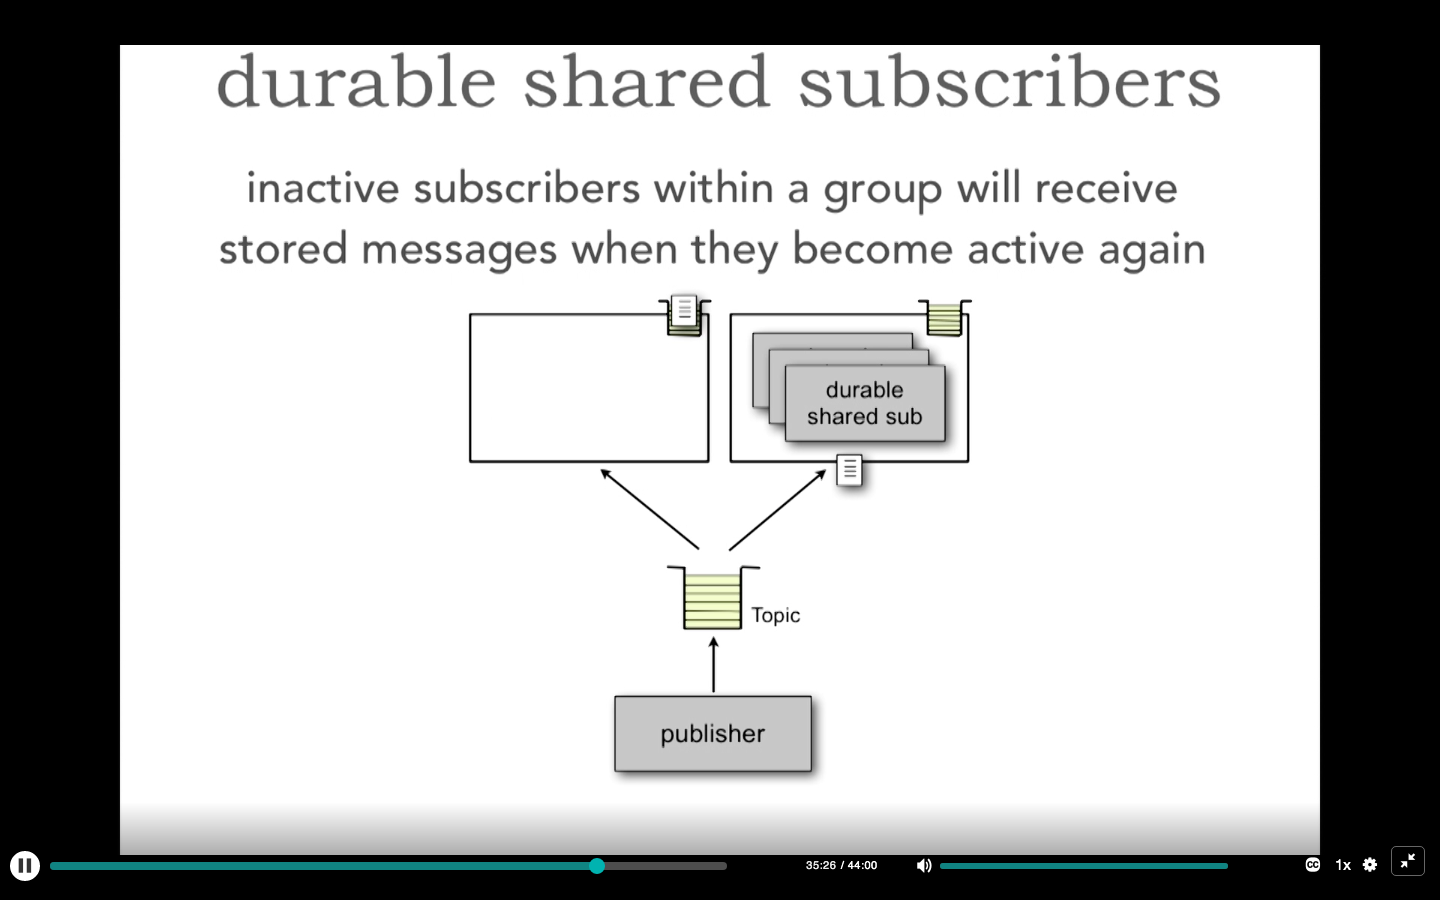 durable shared subscribers
inactive subscribers within a group will receive
stored messages when they become active again
durable
shared sub
Topic
publisher
35:26 / 44:00
CC
1x